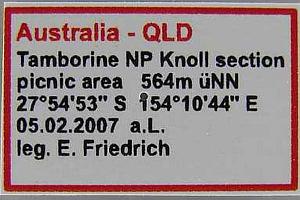 Australia - QLD
Tamborine NP Knoll section
picnic area 564m üNN
27°54'53" S 154°10'44" E
05.02.2007 a.L.
leg. E. Friedrich